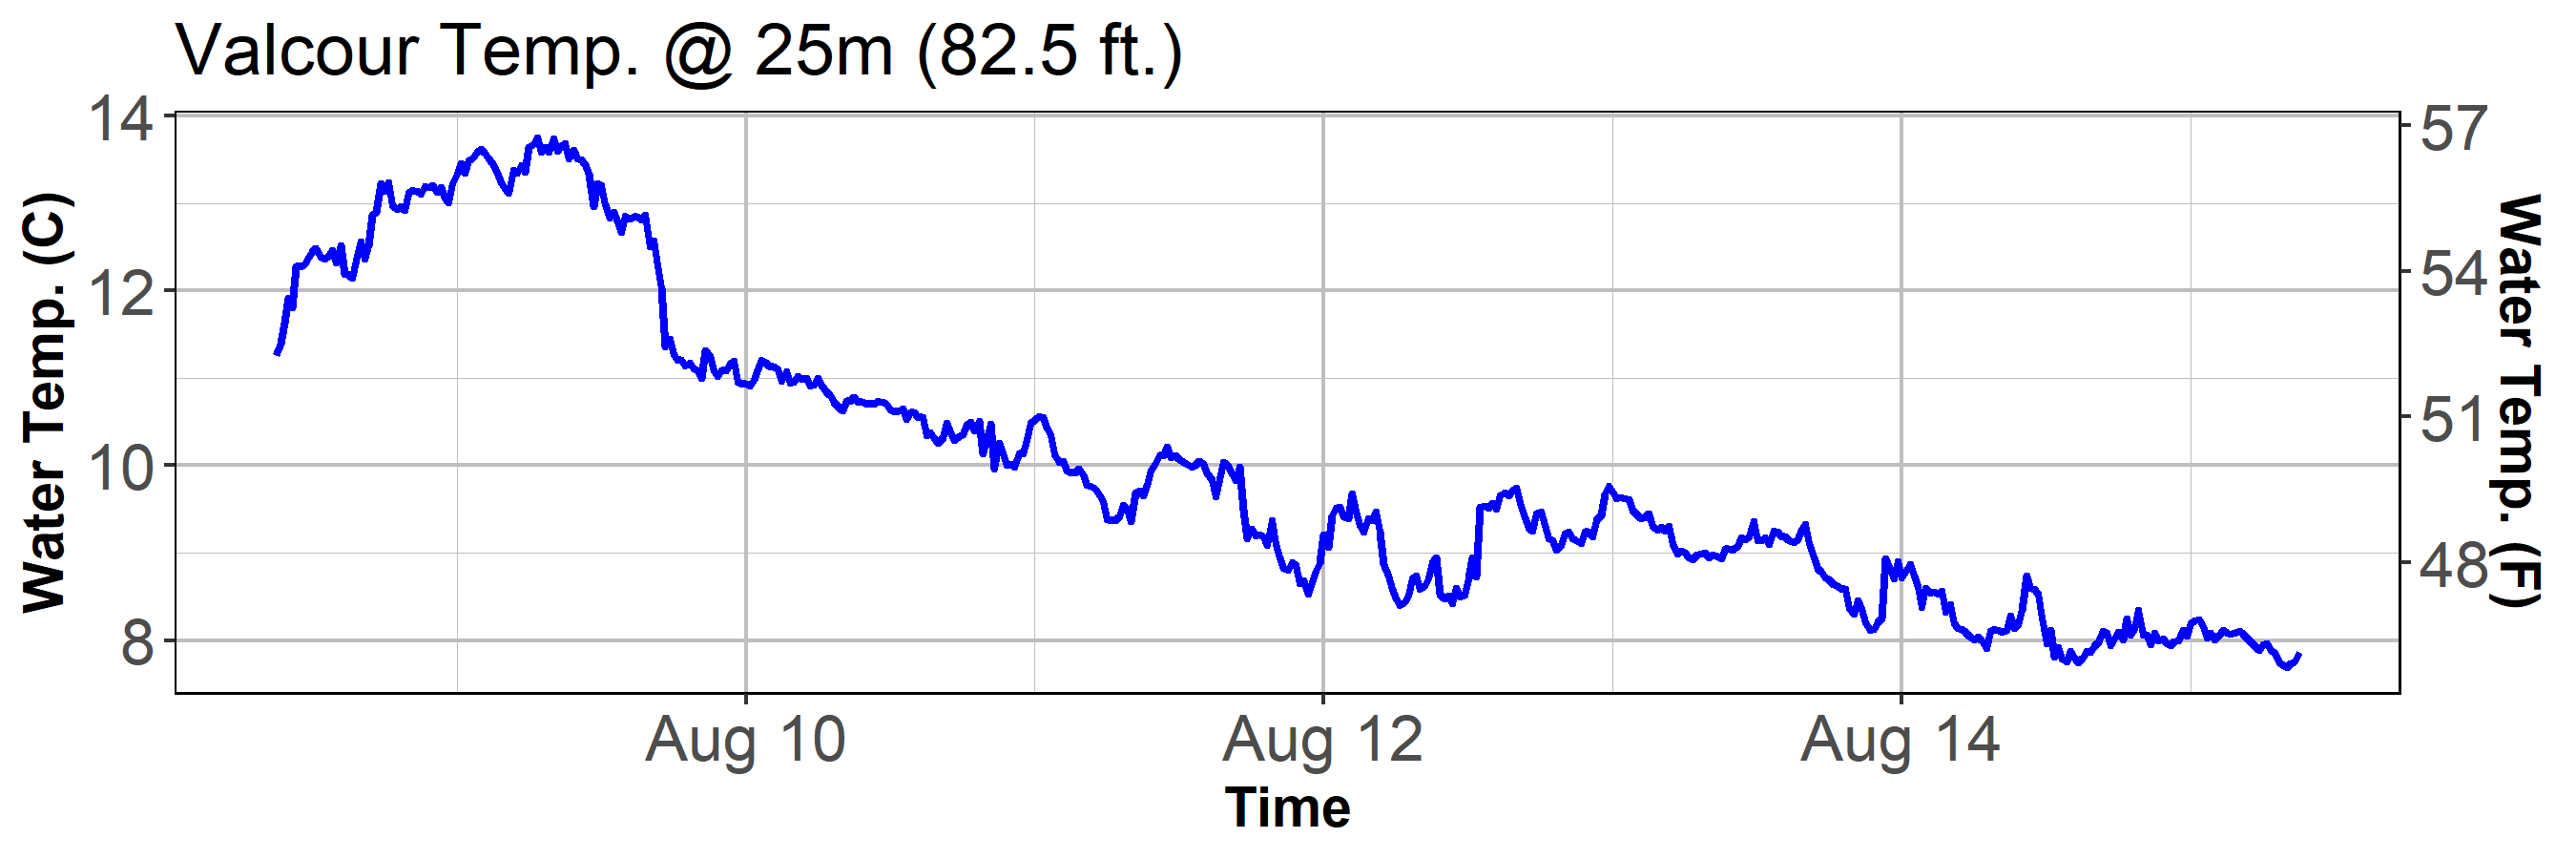 Valcour Temp. @ 25m (82.5 ft.)
Water Temp. (C)
14
12
10
8
57
54
51
48
Water Temp. (F)
Aug 10
Aug 12
Aug 14
Time